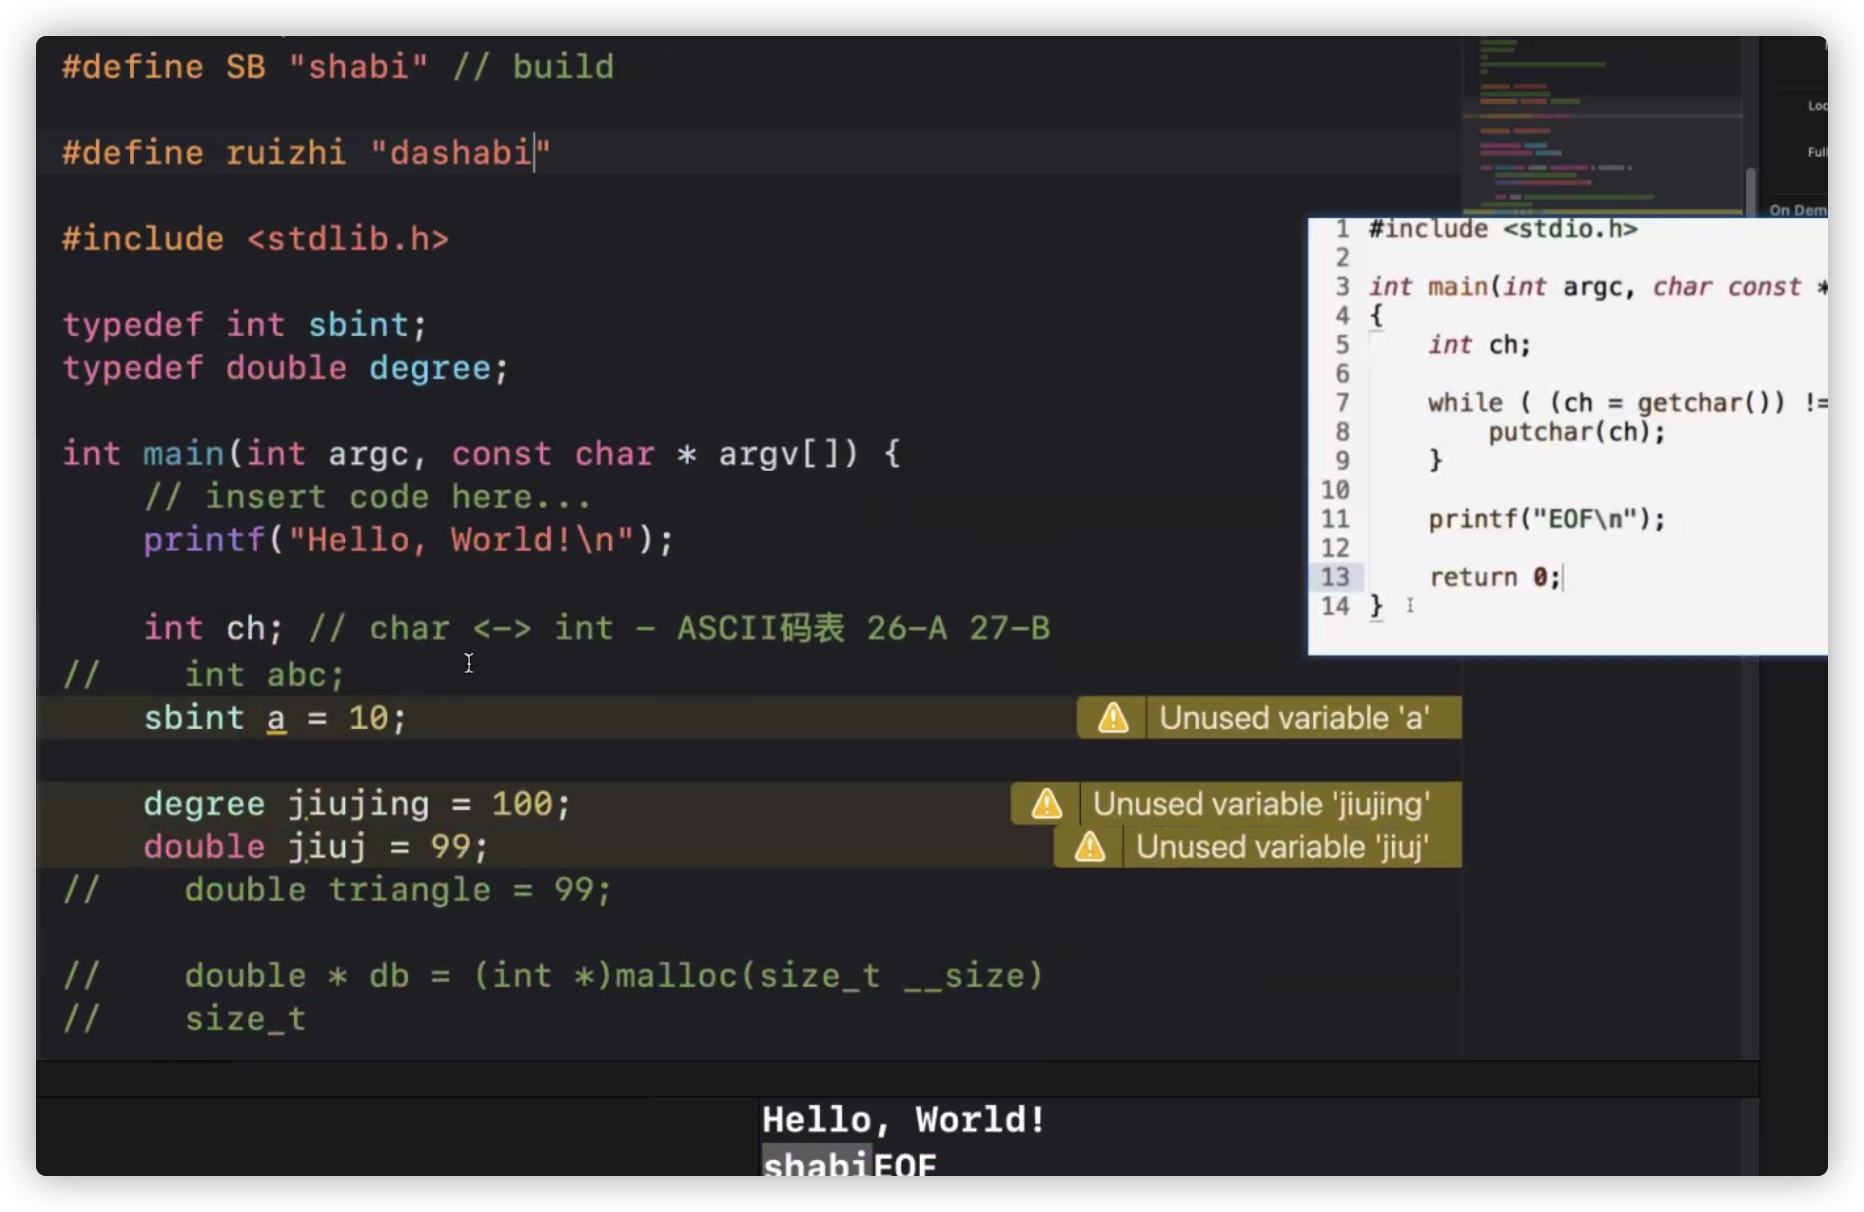 #define SB "shabi" // build
#define ruizhi "dashabi"
#include <stdlib.h>
typedef int sbint;
typedef double degree;
int main(int argc, const char * argv[]) {
// insert code here...
printf("Hello, World!\n");
int ch; // char <-> int - ASCII码表 26-A 27-B
// int abc;
sbint a = 10;
Unused variable 'a'
degree jiujing = 100;
Unused variable 'jiujing'
double jiuj = 99;
Unused variable 'jiuj'
// double triangle = 99;
// double * db = (int *)malloc(size_t __size)
// size_t
Hello, World!
shabiEOF
On Dem
1 #include <stdio.h>
2
3 int main(int argc, char const *
4 {
5 int ch;
6
7 while ( (ch = getchar()) !=
8 putchar(ch);
9 }
10
11 printf("EOF\n");
12
13 return 0;
14 }